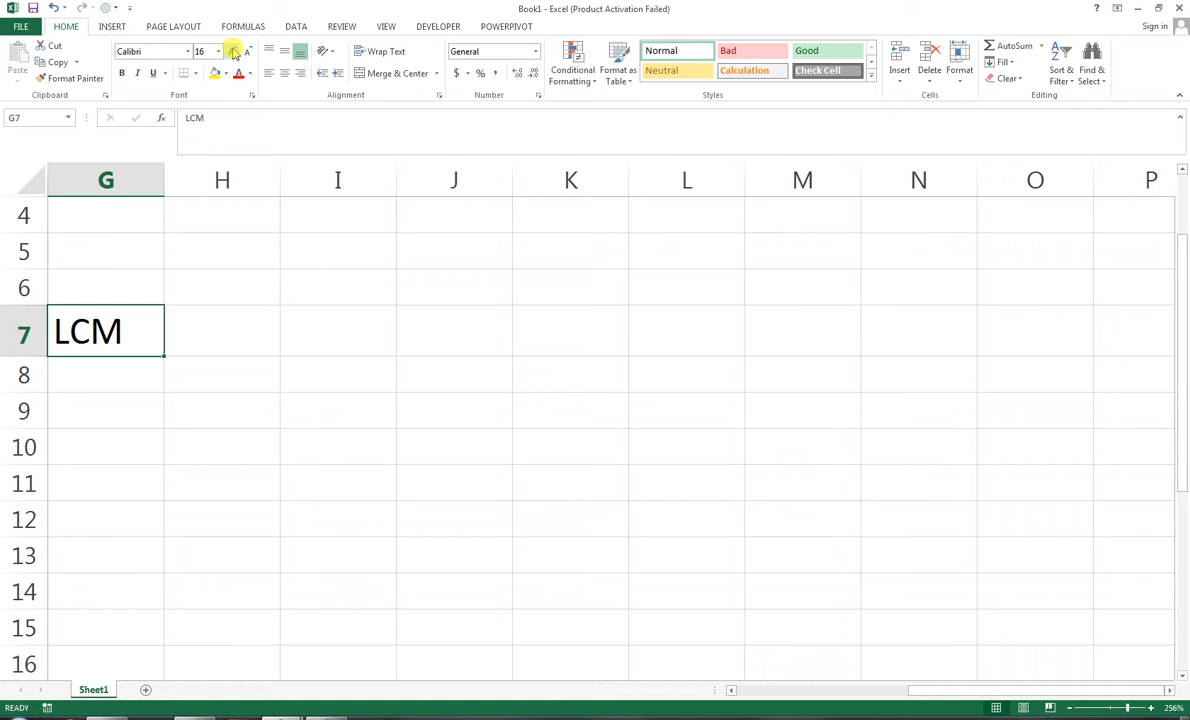 Book1 - Excel (Product Activation Failed)
FILE HOME INSERT PAGE LAYOUT FORMULAS DATA REVIEW VIEW DEVELOPER POWERPIVOT Sign in
Paste
Cut
Copy
Format Painter
Clipboard
Calibri 16
B I U
Font
Wrap Text
Merge & Center
Alignment
General
$ % ,
Number
Conditional Formatting
Format as Table
Normal Bad Good
Neutral Calculation Check Cell
Styles
Insert Delete Format
Cells
AutoSum
Fill
Clear
Sort & Filter
Find & Select
Editing
G7 fx LCM
G H I J K L M N O P
4
5
6
7 LCM
8
9
10
11
12
13
14
15
16
Sheet1
READY 256%